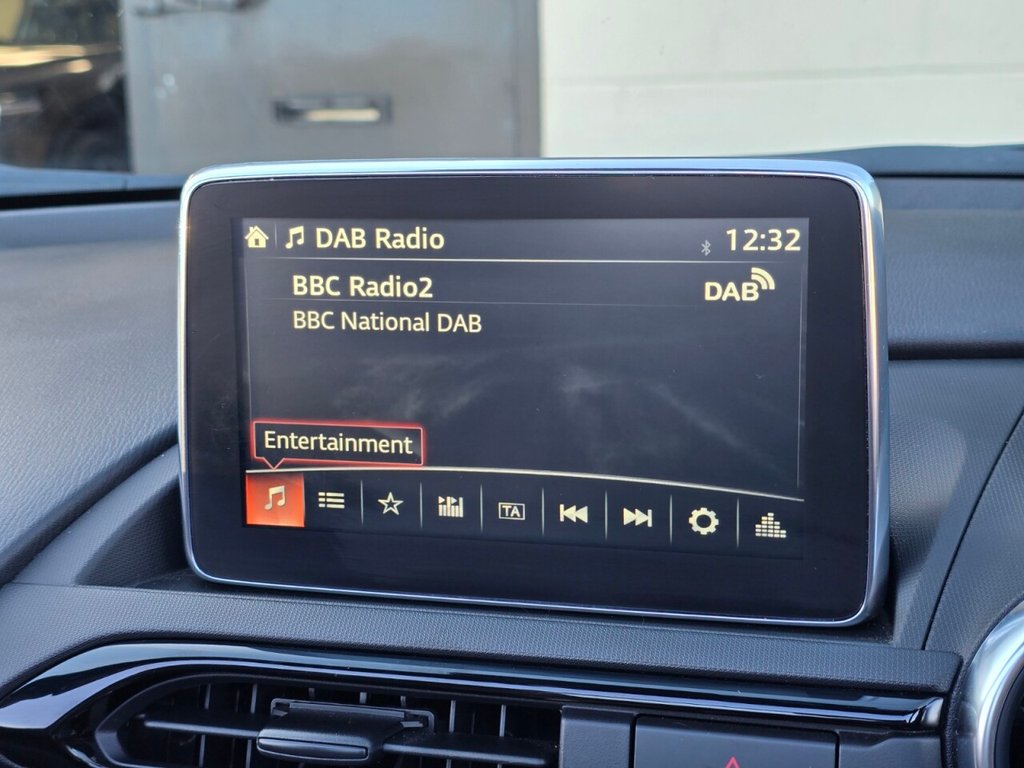 DAB Radio 12:32
BBC Radio2 DAB
BBC National DAB
Entertainment
TA